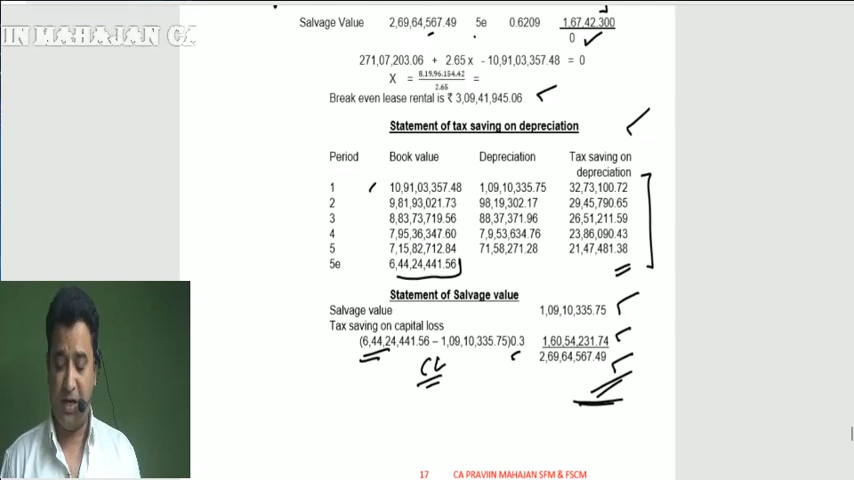 IN MAHAJAN CA
Salvage Value 2,69,64,567.49 5e 0.6209 1,67,42,300
0
271,07,203.06 + 2.65 x - 10,91,03,357.48 = 0
X = 8,19,96,154.42 / 2.65 =
Break even lease rental is ₹ 3,09,41,945.06
Statement of tax saving on depreciation
Period Book value Depreciation Tax saving on
depreciation
1 10,91,03,357.48 1,09,10,335.75 32,73,100.72
2 9,81,93,021.73 98,19,302.17 29,45,790.65
3 8,83,73,719.56 88,37,371.96 26,51,211.59
4 7,95,36,347.60 7,9,53,634.76 23,86,090.43
5 7,15,82,712.84 71,58,271.28 21,47,481.38
5e 6,44,24,441.56
Statement of Salvage value
Salvage value 1,09,10,335.75
Tax saving on capital loss
(6,44,24,441.56 – 1,09,10,335.75)0.3 1,60,54,231.74
2,69,64,567.49
CL
17 CA PRAVIIN MAHAJAN SFM & FSCM